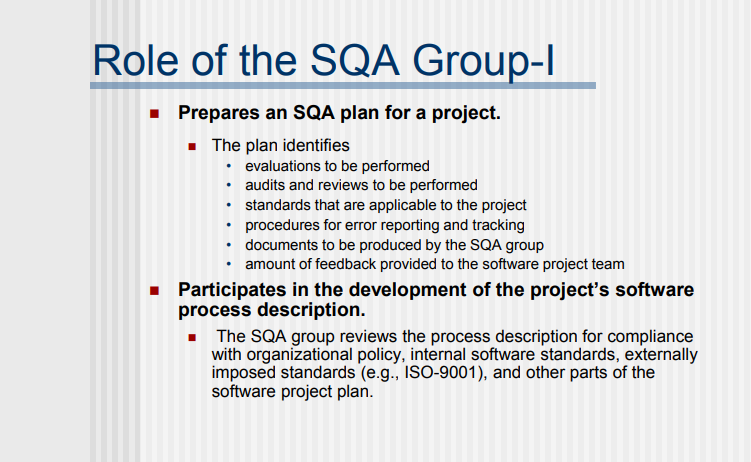 Role of the SQA Group-I
Prepares an SQA plan for a project.
The plan identifies
evaluations to be performed
audits and reviews to be performed
standards that are applicable to the project
procedures for error reporting and tracking
documents to be produced by the SQA group
amount of feedback provided to the software project team
Participates in the development of the project’s software
process description.
The SQA group reviews the process description for compliance
with organizational policy, internal software standards, externally
imposed standards (e.g., ISO-9001), and other parts of the
software project plan.